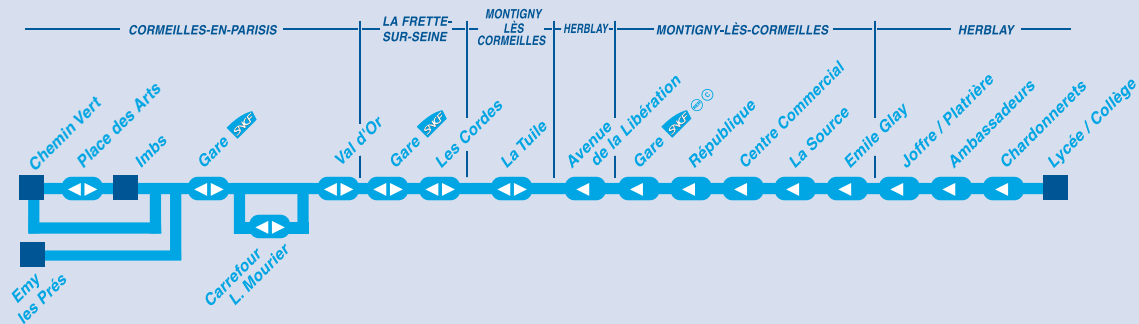 CORMEILLES-EN-PARISIS
LA FRETTE-
SUR-SEINE
MONTIGNY
LÈS
CORMEILLES
HERBLAY
MONTIGNY-LÈS-CORMEILLES
HERBLAY
Chemin Vert
Place des Arts
Imbs
Gare SNCF
Val d'Or
Gare SNCF
Les Cordes
La Tuile
Avenue
de la Libération
Gare SNCF RER C
République
Centre Commercial
La Source
Emile Glay
Joffre / Platrière
Ambassadeurs
Chardonnerets
Lycée / Collège
Emy
les Prés
Carrefour
L. Mourier